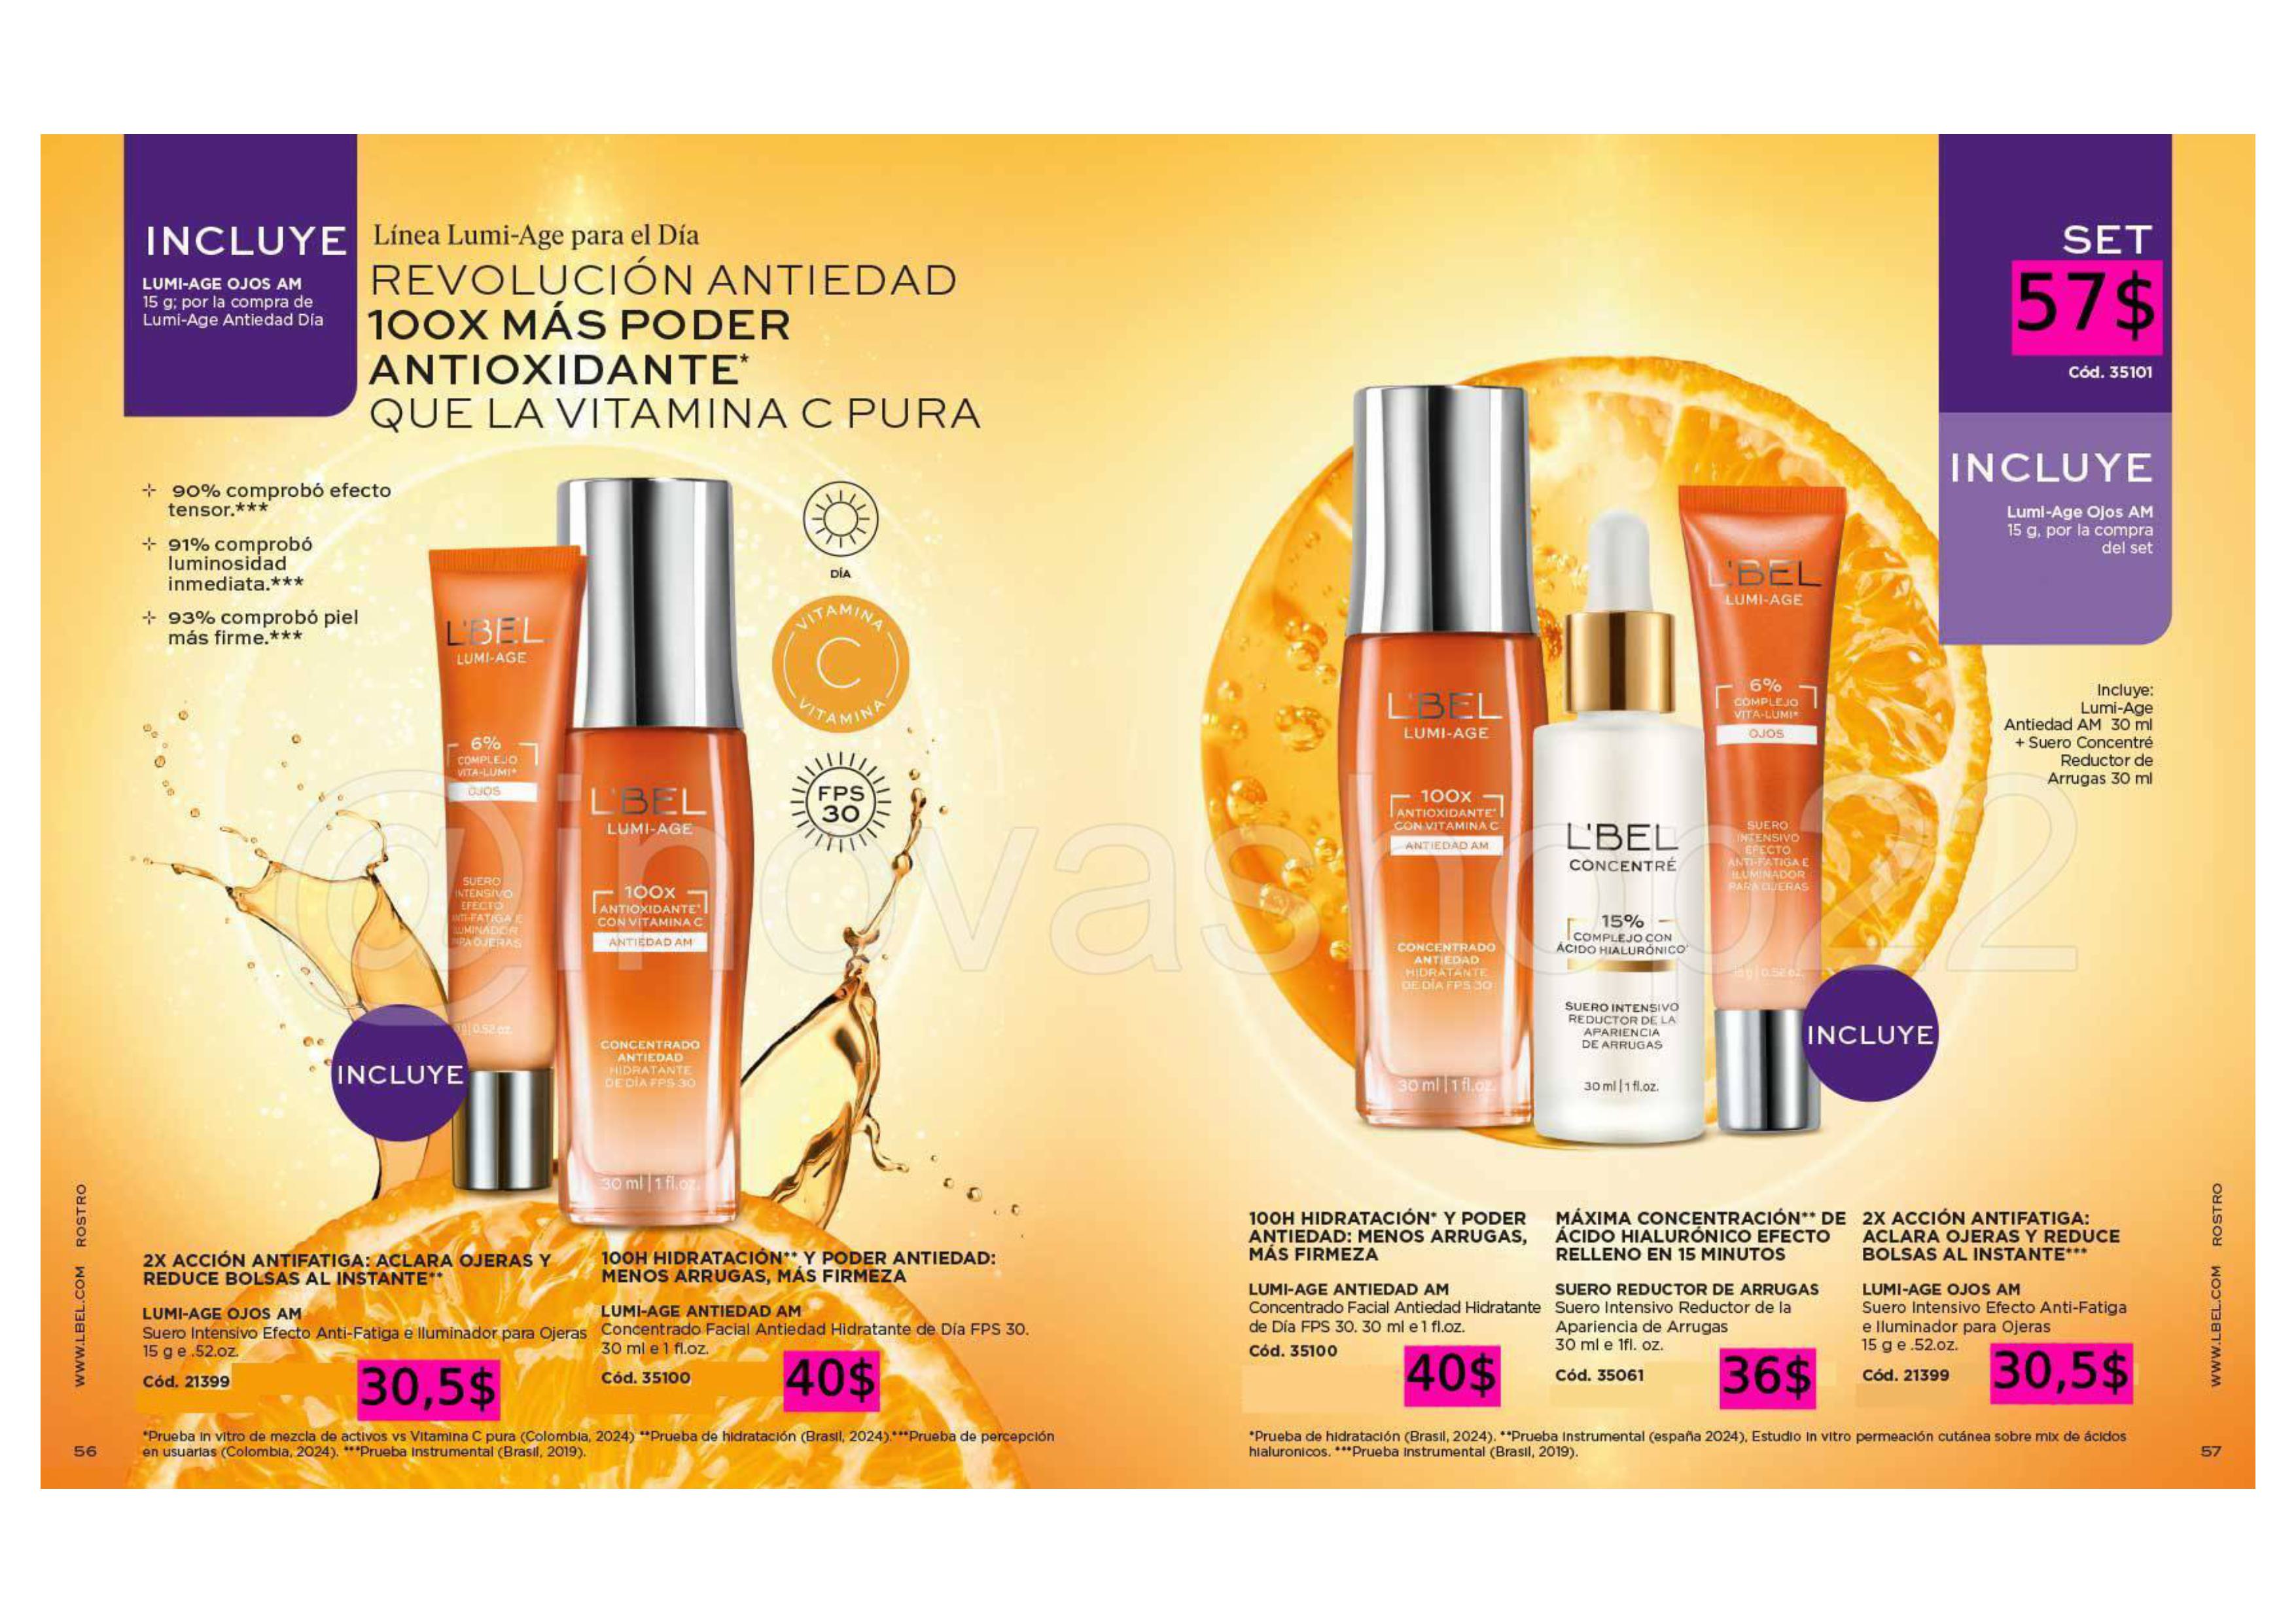 INCLUYE
LUMI-AGE OJOS AM
15 g; por la compra de
Lumi-Age Antiedad Día
Línea Lumi-Age para el Día
REVOLUCIÓN ANTIEDAD
100X MÁS PODER
ANTIOXIDANTE*
QUE LA VITAMINA C PURA
90% comprobó efecto
tensor.***
91% comprobó
luminosidad
inmediata.***
93% comprobó piel
más firme.***
DÍA
VITAMINA
C
VITAMINA
FPS
30
L'BEL
LUMI-AGE
6%
COMPLEJO
VITA-LUMI*
OJOS
SUERO
INTENSIVO
EFECTO
ANTI-FATIGA E
ILUMINADOR
PARA OJERAS
0.52 oz.
INCLUYE
L'BEL
LUMI-AGE
100X
ANTIOXIDANTE*
CON VITAMINA C
ANTIEDAD AM
CONCENTRADO
ANTIEDAD
HIDRATANTE
DE DÍA FPS 30
30 ml | 1 fl.oz.
2X ACCIÓN ANTIFATIGA: ACLARA OJERAS Y
REDUCE BOLSAS AL INSTANTE**
LUMI-AGE OJOS AM
Suero Intensivo Efecto Anti-Fatiga e Iluminador para Ojeras
15 g e .52.oz.
Cód. 21399
30,5$
100H HIDRATACIÓN** Y PODER ANTIEDAD:
MENOS ARRUGAS, MÁS FIRMEZA
LUMI-AGE ANTIEDAD AM
Concentrado Facial Antiedad Hidratante de Día FPS 30.
30 ml e 1 fl.oz.
Cód. 35100
40$
*Prueba in vitro de mezcla de activos vs Vitamina C pura (Colombia, 2024) **Prueba de hidratación (Brasil, 2024).***Prueba de percepción
en usuarias (Colombia, 2024). ***Prueba instrumental (Brasil, 2019).
WWW.LBEL.COM ROSTRO
56
@inovashop22
SET
57$
Cód. 35101
INCLUYE
Lumi-Age Ojos AM
15 g, por la compra
del set
Incluye:
Lumi-Age
Antiedad AM 30 ml
+ Suero Concentré
Reductor de
Arrugas 30 ml
L'BEL
LUMI-AGE
100X
ANTIOXIDANTE*
CON VITAMINA C
ANTIEDAD AM
CONCENTRADO
ANTIEDAD
HIDRATANTE
DE DÍA FPS 30
30 ml | 1 fl.oz.
L'BEL
CONCENTRÉ
15%
COMPLEJO CON
ÁCIDO HIALURÓNICO*
SUERO INTENSIVO
REDUCTOR DE LA
APARIENCIA
DE ARRUGAS
30 ml | 1 fl.oz.
L'BEL
LUMI-AGE
6%
COMPLEJO
VITA-LUMI*
OJOS
SUERO
INTENSIVO
EFECTO
ANTI-FATIGA E
ILUMINADOR
PARA OJERAS
15 g | 0.52 oz.
INCLUYE
100H HIDRATACIÓN* Y PODER
ANTIEDAD: MENOS ARRUGAS,
MÁS FIRMEZA
LUMI-AGE ANTIEDAD AM
Concentrado Facial Antiedad Hidratante
de Día FPS 30. 30 ml e 1 fl.oz.
Cód. 35100
40$
MÁXIMA CONCENTRACIÓN** DE
ÁCIDO HIALURÓNICO EFECTO
RELLENO EN 15 MINUTOS
SUERO REDUCTOR DE ARRUGAS
Suero Intensivo Reductor de la
Apariencia de Arrugas
30 ml e 1fl. oz.
Cód. 35061
36$
2X ACCIÓN ANTIFATIGA:
ACLARA OJERAS Y REDUCE
BOLSAS AL INSTANTE***
LUMI-AGE OJOS AM
Suero Intensivo Efecto Anti-Fatiga
e Iluminador para Ojeras
15 g e .52.oz.
Cód. 21399
30,5$
*Prueba de hidratación (Brasil, 2024). **Prueba instrumental (españa 2024), Estudio in vitro permeación cutánea sobre mix de ácidos
hialuronicos. ***Prueba instrumental (Brasil, 2019).
WWW.LBEL.COM ROSTRO
57